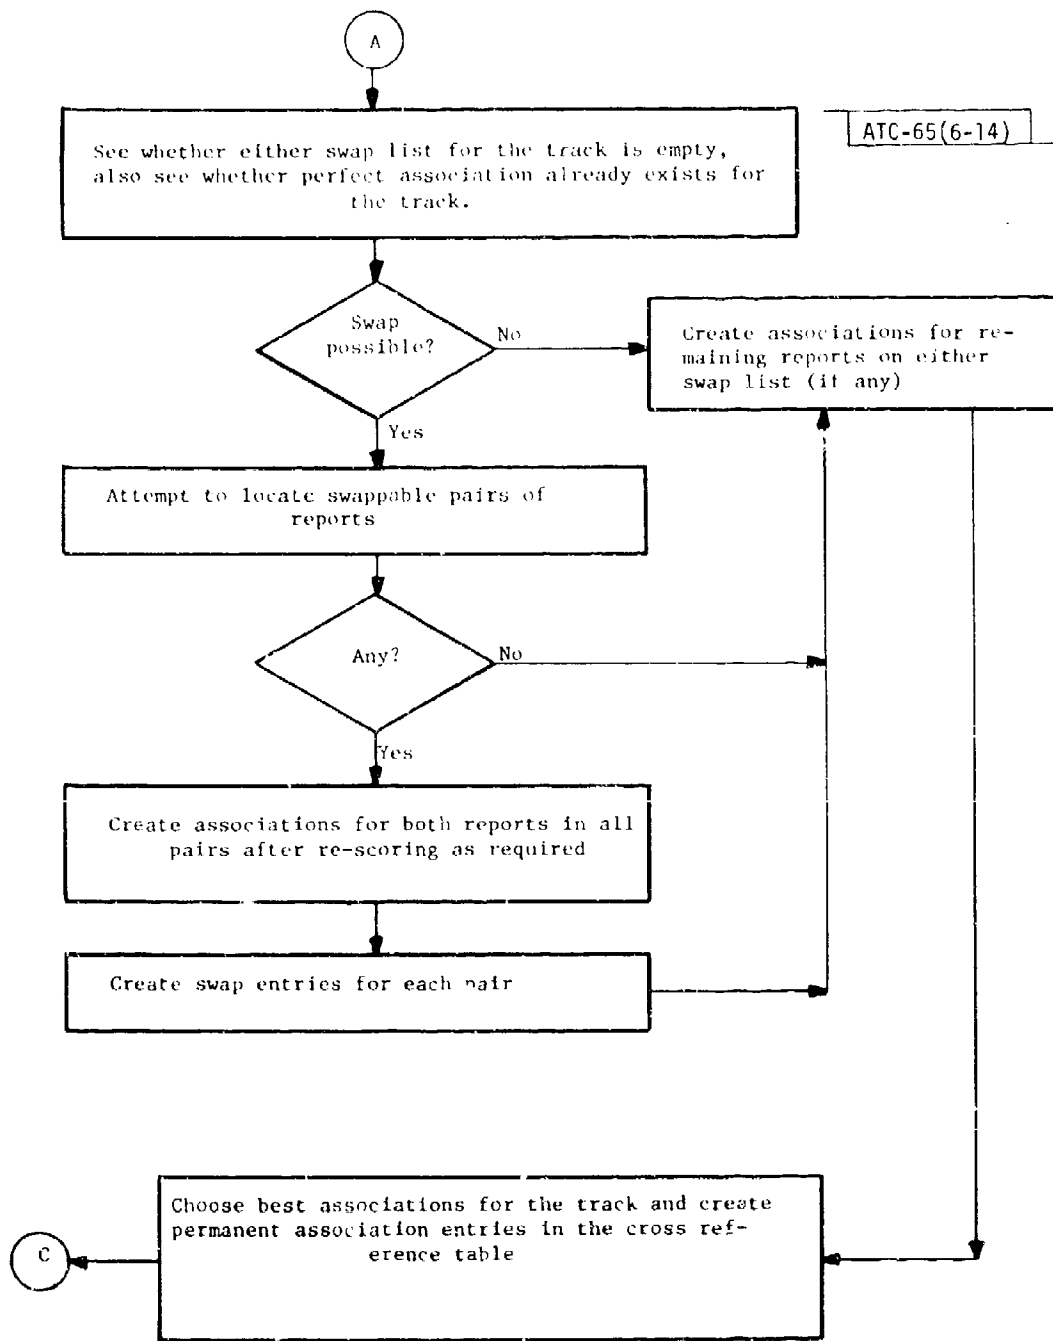 A
ATC-65(6-14)
See whether either swap list for the track is empty,
also see whether perfect association already exists for
the track.
Swap
possible?
No
Create associations for re-
maining reports on either
swap list (if any)
Yes
Attempt to locate swappable pairs of
reports
Any?
No
Yes
Create associations for both reports in all
pairs after re-scoring as required
Create swap entries for each pair
Choose best associations for the track and create
permanent association entries in the cross ref-
erence table
C